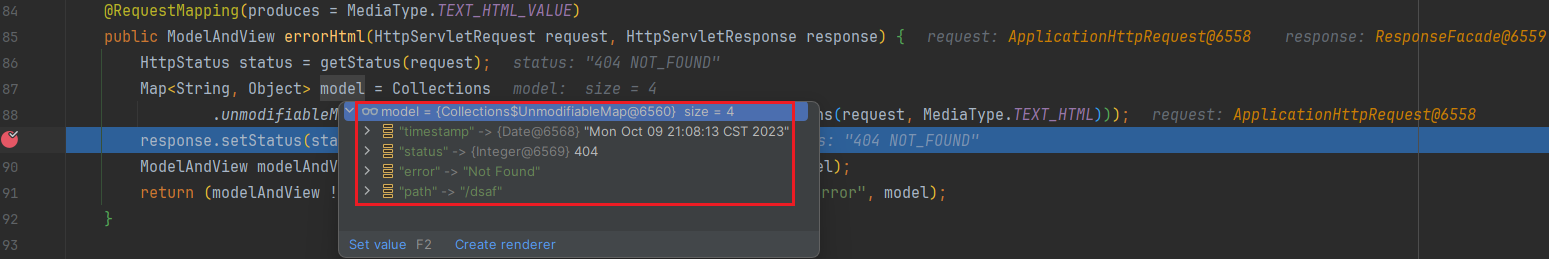 84 @RequestMapping(produces = MediaType.TEXT_HTML_VALUE)
85 public ModelAndView errorHtml(HttpServletRequest request, HttpServletResponse response) { request: ApplicationHttpRequest@6558 response: ResponseFacade@6559
86 HttpStatus status = getStatus(request); status: "404 NOT_FOUND"
87 Map<String, Object> model = Collections model: size = 4
88 .unmodifiableM ns(request, MediaType.TEXT_HTML))); request: ApplicationHttpRequest@6558
response.setStatus(sta s: "404 NOT_FOUND"
90 ModelAndView modelAndV el);
91 return (modelAndView ! rror", model);
92 }
93
model = {Collections$UnmodifiableMap@6560} size = 4
"timestamp" -> {Date@6568} "Mon Oct 09 21:08:13 CST 2023"
"status" -> {Integer@6569} 404
"error" -> "Not Found"
"path" -> "/dsaf"
Set value F2 Create renderer